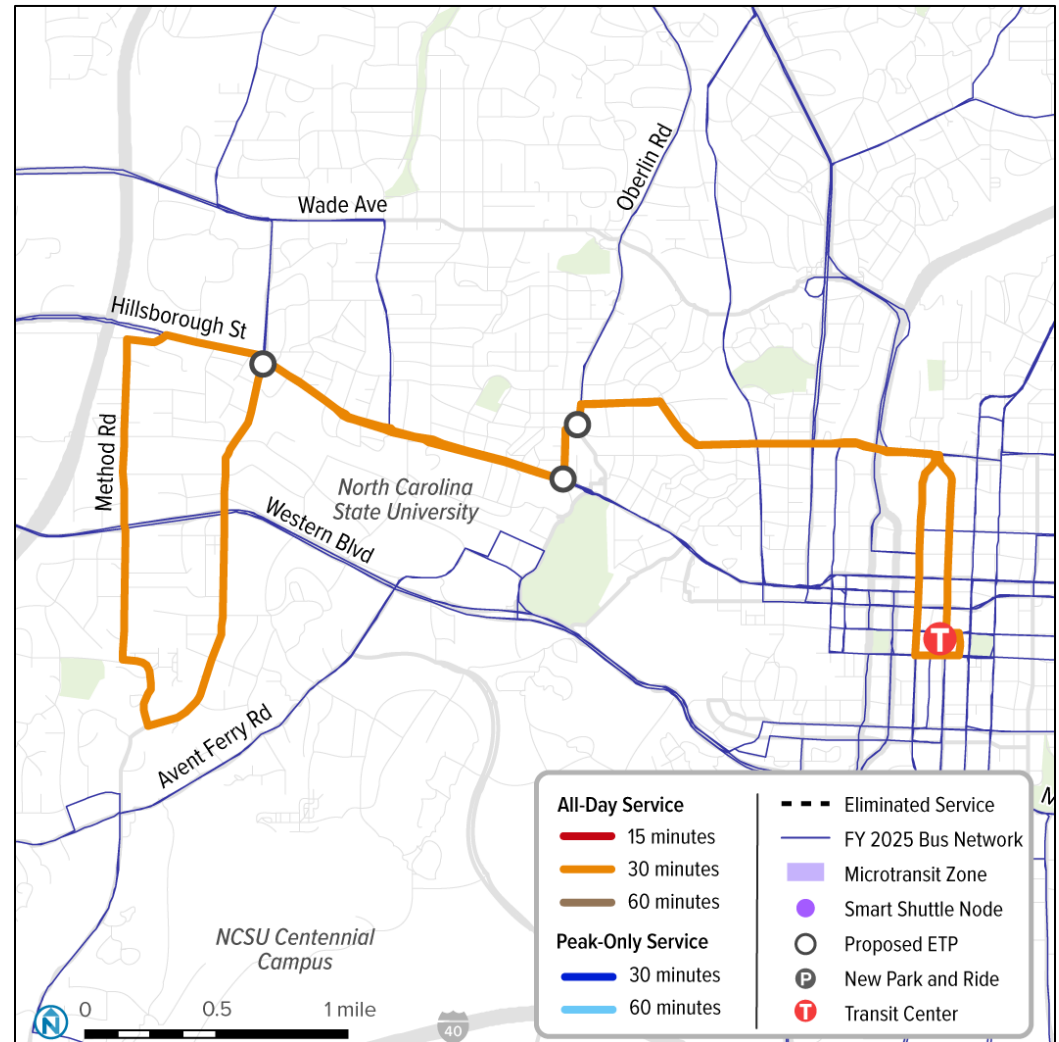 Oberlin Rd
Wade Ave
Hillsborough St
Method Rd
North Carolina
State University
Western Blvd
T
Avent Ferry Rd
NCSU Centennial
Campus
M
N
0 0.5 1 mile
40
All-Day Service
15 minutes
30 minutes
60 minutes
Peak-Only Service
30 minutes
60 minutes
Eliminated Service
FY 2025 Bus Network
Microtransit Zone
Smart Shuttle Node
Proposed ETP
P New Park and Ride
T Transit Center